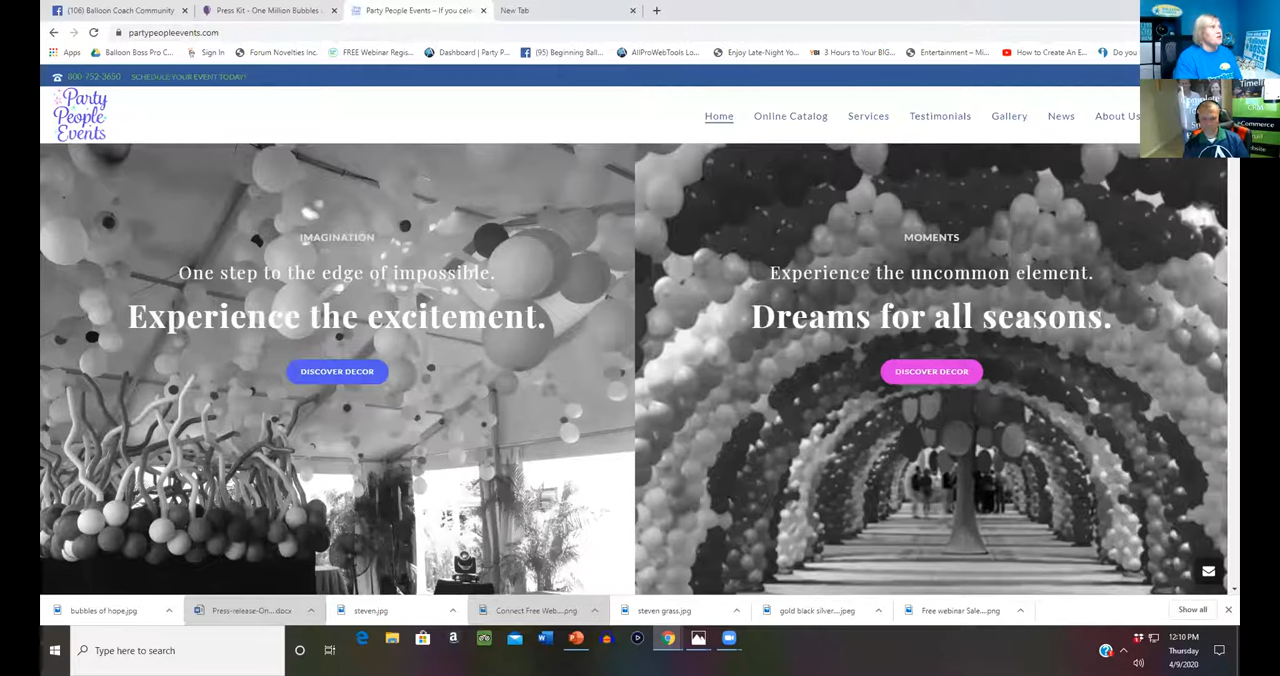 (106) Balloon Coach Community
Press Kit - One Million Bubbles
Party People Events – If you cele
New Tab
partypeopleevents.com
Apps
Balloon Boss Pro C...
Sign In
Forum Novelties Inc.
FREE Webinar Regis...
Dashboard | Party P...
(95) Beginning Ball...
AllProWebTools Lo...
Enjoy Late-Night Yo...
3 Hours to Your BIG...
Entertainment – Mi...
How to Create An E...
Do you
800-752-3650
SCHEDULE YOUR EVENT TODAY!
Party
People
Events
Home
Online Catalog
Services
Testimonials
Gallery
News
About Us
IMAGINATION
One step to the edge of impossible.
Experience the excitement.
DISCOVER DECOR
MOMENTS
Experience the uncommon element.
Dreams for all seasons.
DISCOVER DECOR
bubbles of hope.jpg
Press-release-On....docx
steven.jpg
Connect Free Web....png
steven grass.jpg
gold black silver....jpeg
Free webinar Sale....png
Show all
Type here to search
12:10 PM
Thursday
4/9/2020